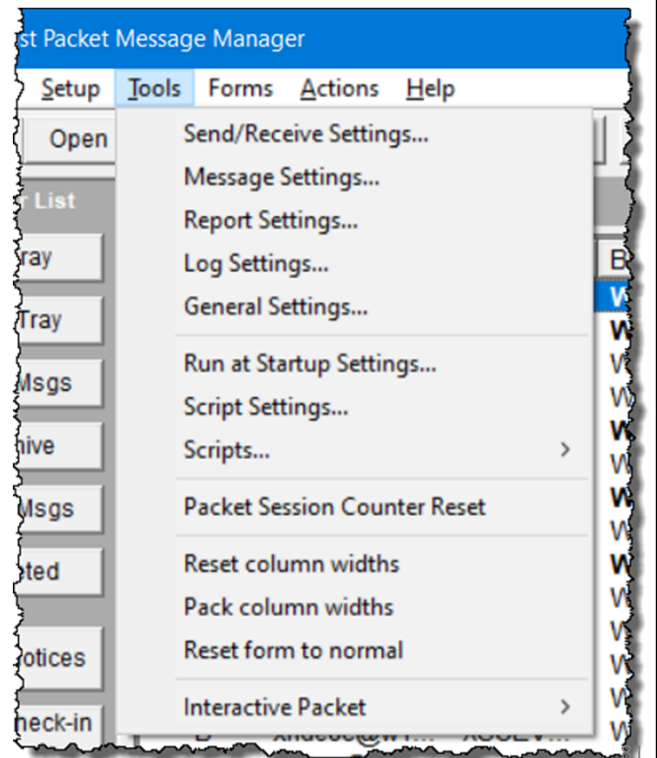 st Packet Message Manager
Setup Tools Forms Actions Help
Open
Send/Receive Settings...
r List
Message Settings...
Report Settings...
ray
Log Settings...
B
General Settings...
W
Tray
W
Run at Startup Settings...
W
Msgs
Script Settings...
W
Scripts...
W
hive
W
Packet Session Counter Reset
W
Msgs
W
Reset column widths
W
eted
Pack column widths
W
Reset form to normal
W
otices
W
Interactive Packet
W
heck-in
W